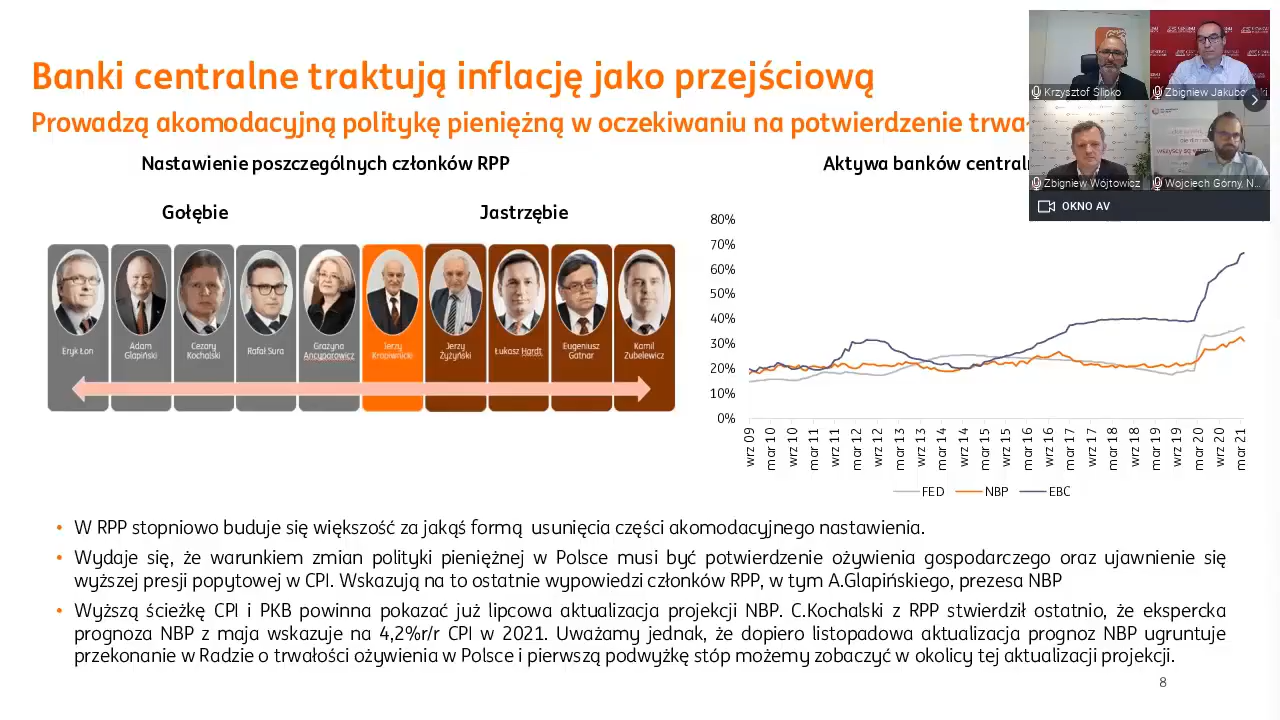 Banki centralne traktują inflację jako przejściową
Prowadzą akomodacyjną politykę pieniężną w oczekiwaniu na potwierdzenie
Nastawienie poszczególnych członków RPP
Aktywa banków
Gołębie
Jastrzębie
Eryk Łon
Adam Glapiński
Cezary Kochalski
Rafał Sura
Grażyna Ancyparowicz
Jerzy Kropiwnicki
Jerzy Żyżyński
Łukasz Hardt
Eugeniusz Gatnar
Kamil Zubelewicz
80%
70%
60%
50%
40%
30%
20%
10%
0%
wrz 09
mar 10
wrz 10
mar 11
wrz 11
mar 12
wrz 12
mar 13
wrz 13
mar 14
wrz 14
mar 15
wrz 15
mar 16
wrz 16
mar 17
wrz 17
mar 18
wrz 18
mar 19
wrz 19
mar 20
wrz 20
mar 21
FED NBP EBC
Krzysztof Slipko
Zbigniew
Zbigniew Wójtowicz
Wojciech Górny, N...
OKNO AV
• W RPP stopniowo buduje się większość za jakąś formą usunięcia części akomodacyjnego nastawienia.
• Wydaje się, że warunkiem zmian polityki pieniężnej w Polsce musi być potwierdzenie ożywienia gospodarczego oraz ujawnienie się
wyższej presji popytowej w CPI. Wskazują na to ostatnie wypowiedzi członków RPP, w tym A.Glapińskiego, prezesa NBP
• Wyższą ścieżkę CPI i PKB powinna pokazać już lipcowa aktualizacja projekcji NBP. C.Kochalski z RPP stwierdził ostatnio, że ekspercka
prognoza NBP z maja wskazuje na 4,2%r/r CPI w 2021. Uważamy jednak, że dopiero listopadowa aktualizacja prognoz NBP ugruntuje
przekonanie w Radzie o trwałości ożywienia w Polsce i pierwszą podwyżkę stóp możemy zobaczyć w okolicy tej aktualizacji projekcji.
8